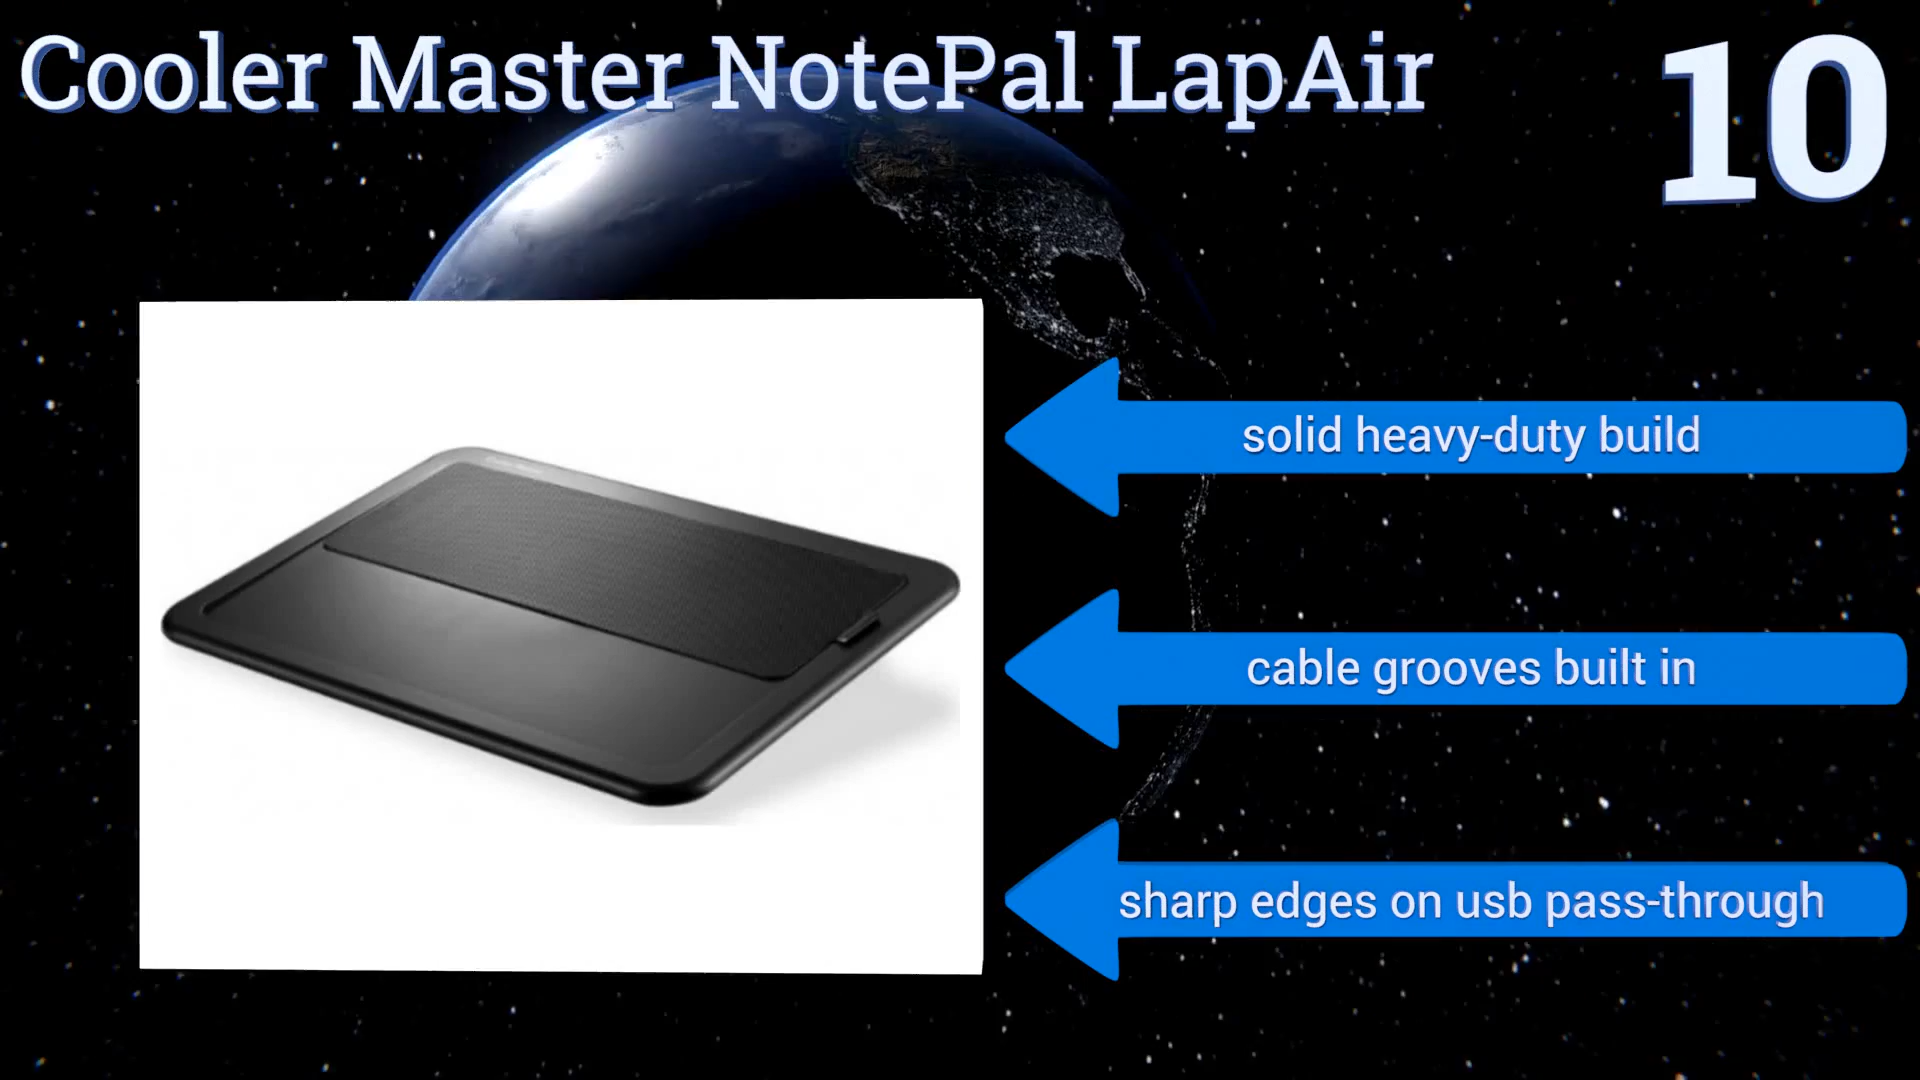 Cooler Master NotePal LapAir
10
solid heavy-duty build
cable grooves built in
sharp edges on usb pass-through